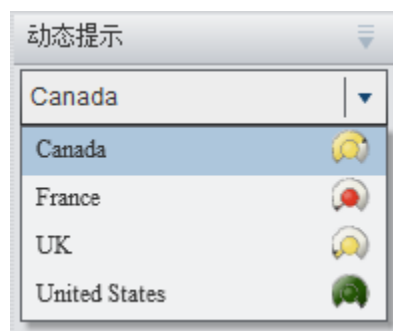 动态提示
Canada
Canada
France
UK
United States